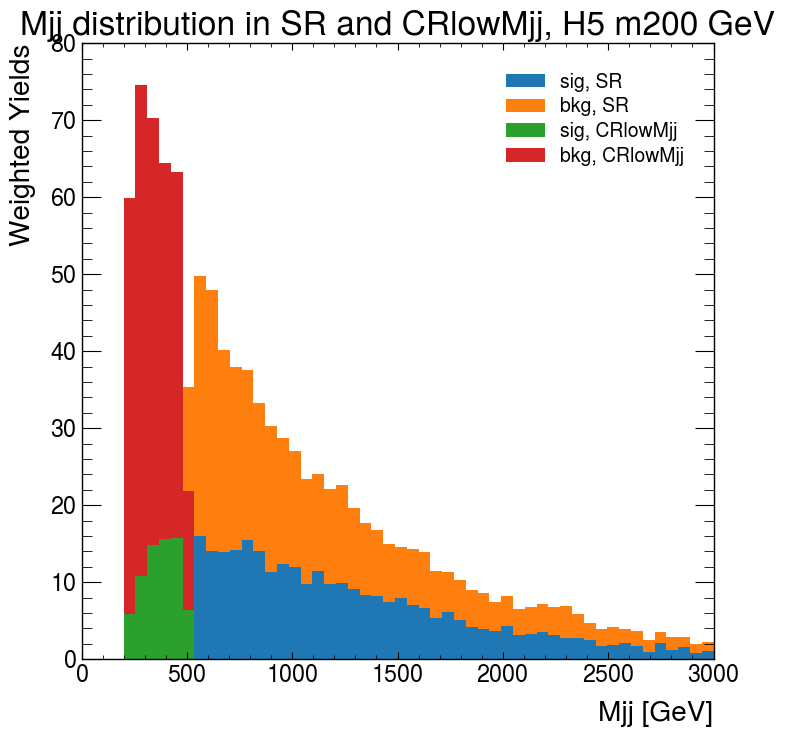 Mjj distribution in SR and CRlowMjj, H5 m200 GeV
Weighted Yields
80
70
60
50
40
30
20
10
0
sig, SR
bkg, SR
sig, CRlowMjj
bkg, CRlowMjj
0 500 1000 1500 2000 2500 3000
Mjj [GeV]